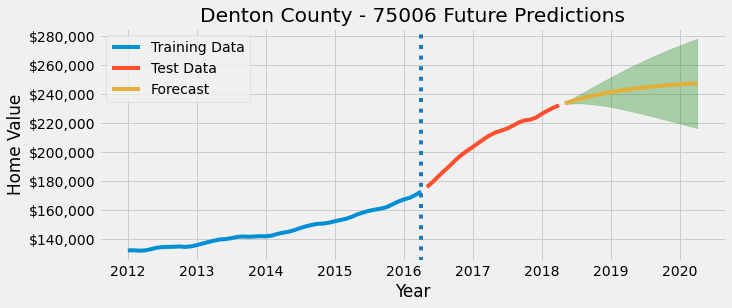 Denton County - 75006 Future Predictions
Training Data
Test Data
Forecast
Home Value
$280,000
$260,000
$240,000
$220,000
$200,000
$180,000
$160,000
$140,000
2012 2013 2014 2015 2016 2017 2018 2019 2020
Year